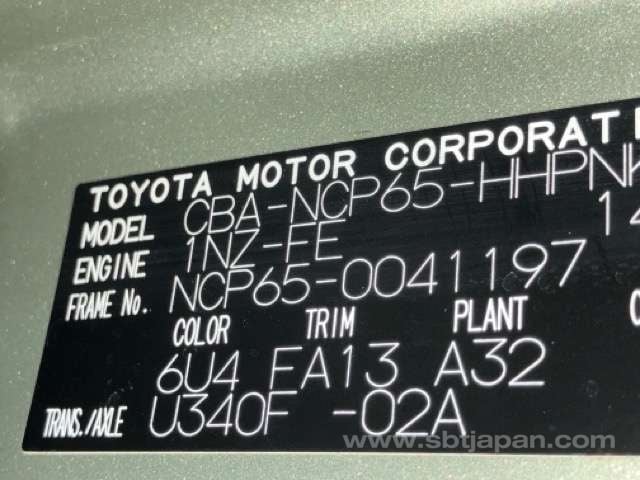 TOYOTA MOTOR CORPORAT
MODEL CBA-NCP65-HHPNK
ENGINE 1NZ-FE 14
FRAME No. NCP65-0041197
COLOR TRIM PLANT
6U4 FA13 A32
TRANS./AXLE U340F -02A
www.sbtjapan.com